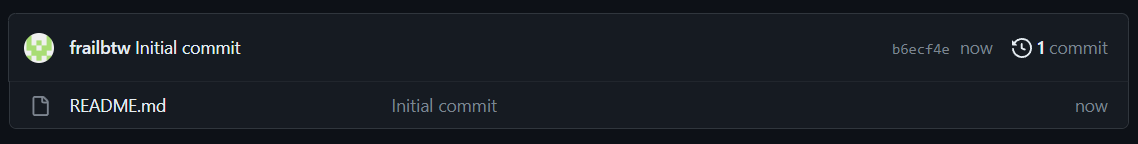 frailbtw Initial commit b6ecf4e now 1 commit
README.md Initial commit now